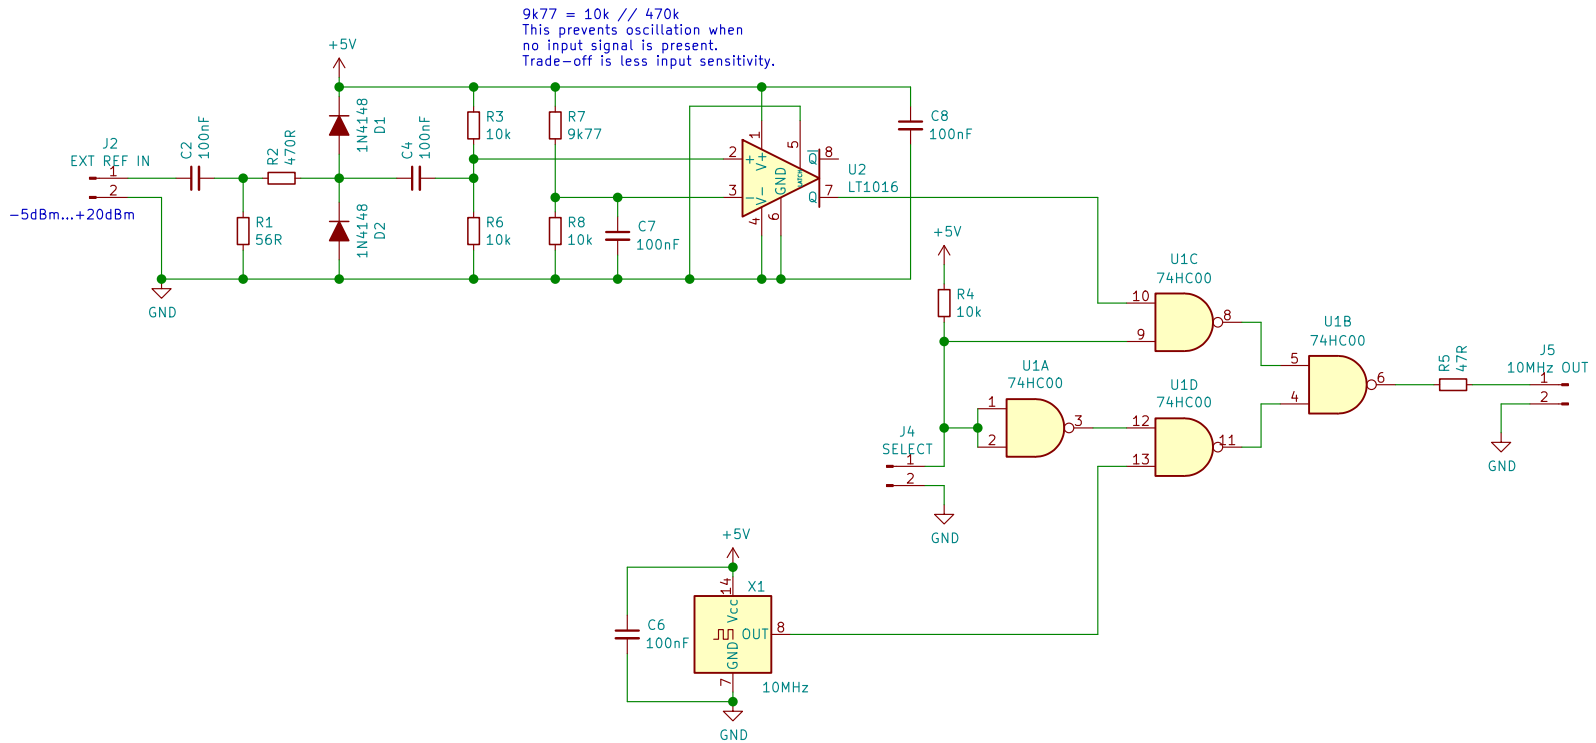 9k77 = 10k // 470k
This prevents oscillation when
no input signal is present.
Trade-off is less input sensitivity.
+5V
J2
EXT REF IN
1
2
-5dBm...+20dBm
C2
100nF
R1
56R
R2
470R
1N4148
D1
1N4148
D2
C4
100nF
R3
10k
R6
10k
R7
9k77
R8
10k
C7
100nF
2
+
3
-
1
V+
V-
4
GND
6
5
LATCH
Q
8
Q
7
U2
LT1016
C8
100nF
GND
+5V
R4
10k
U1C
74HC00
10
9
8
U1A
74HC00
1
2
3
U1D
74HC00
12
13
11
U1B
74HC00
5
4
6
R5
47R
J5
10MHz OUT
1
2
GND
J4
SELECT
1
2
GND
+5V
X1
14
Vcc
OUT
8
GND
7
10MHz
C6
100nF
GND